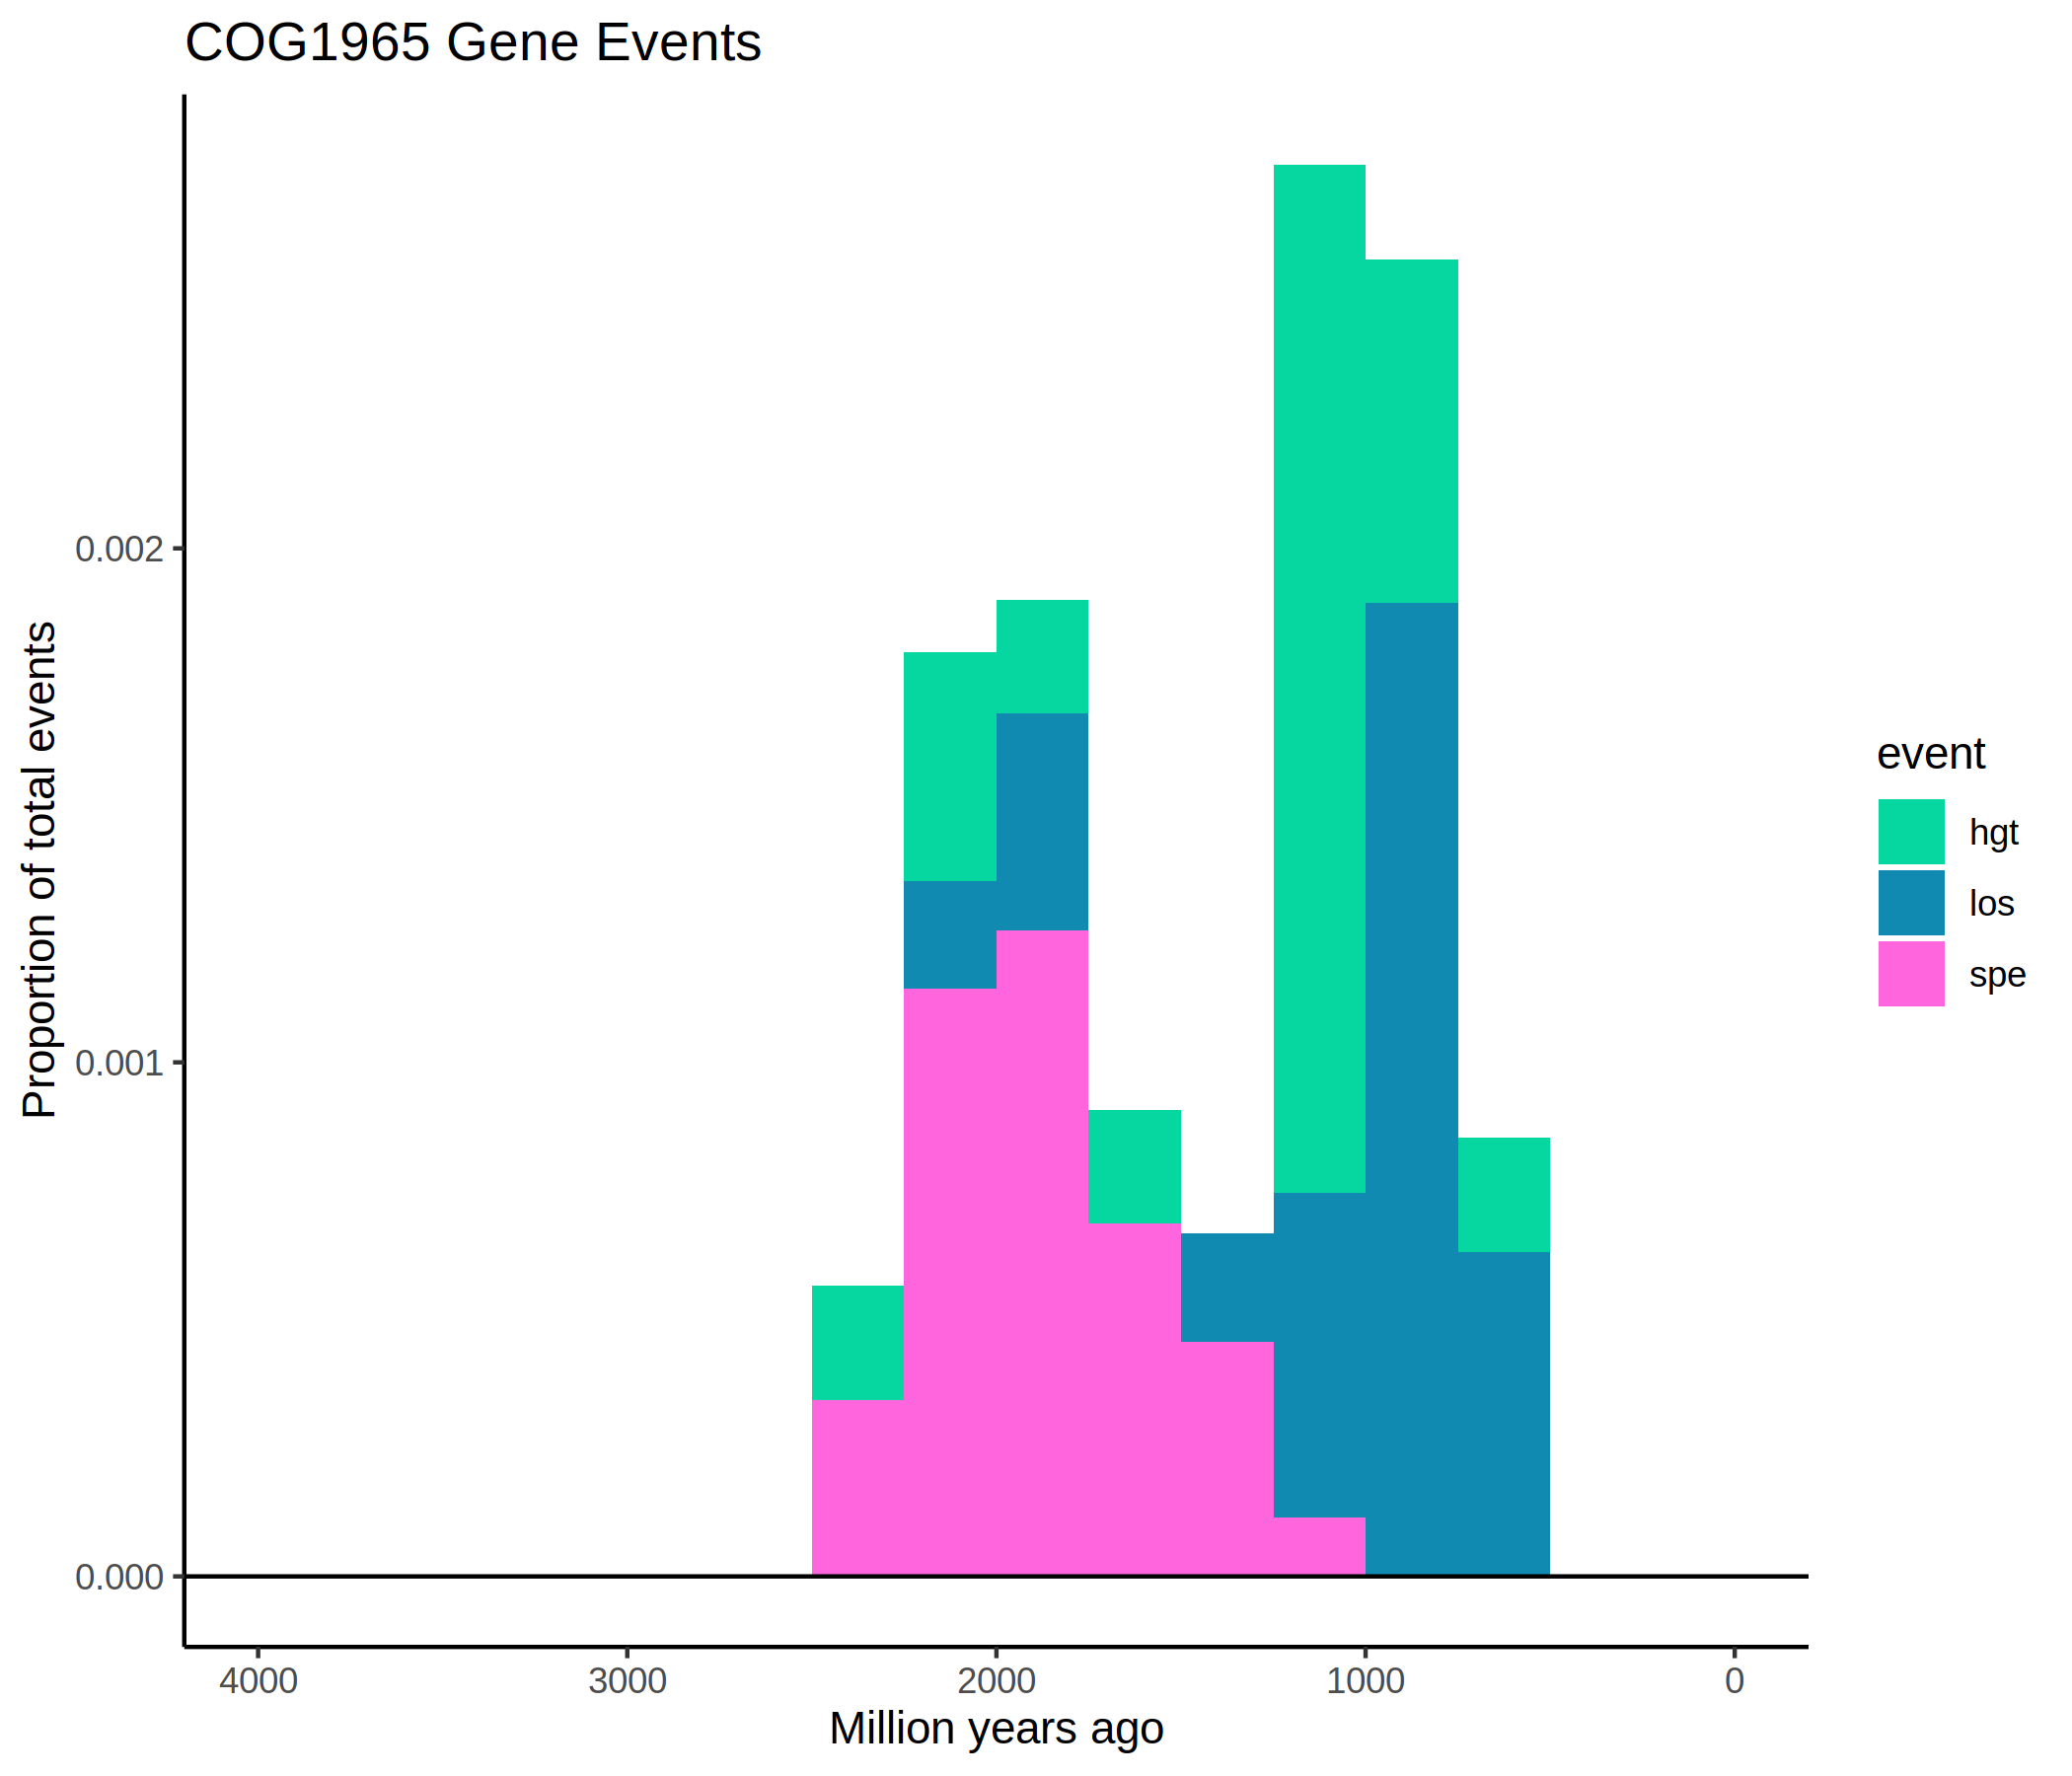 COG1965 Gene Events
Proportion of total events
0.002
0.001
0.000
4000 3000 2000 1000 0
Million years ago
event
hgt
los
spe